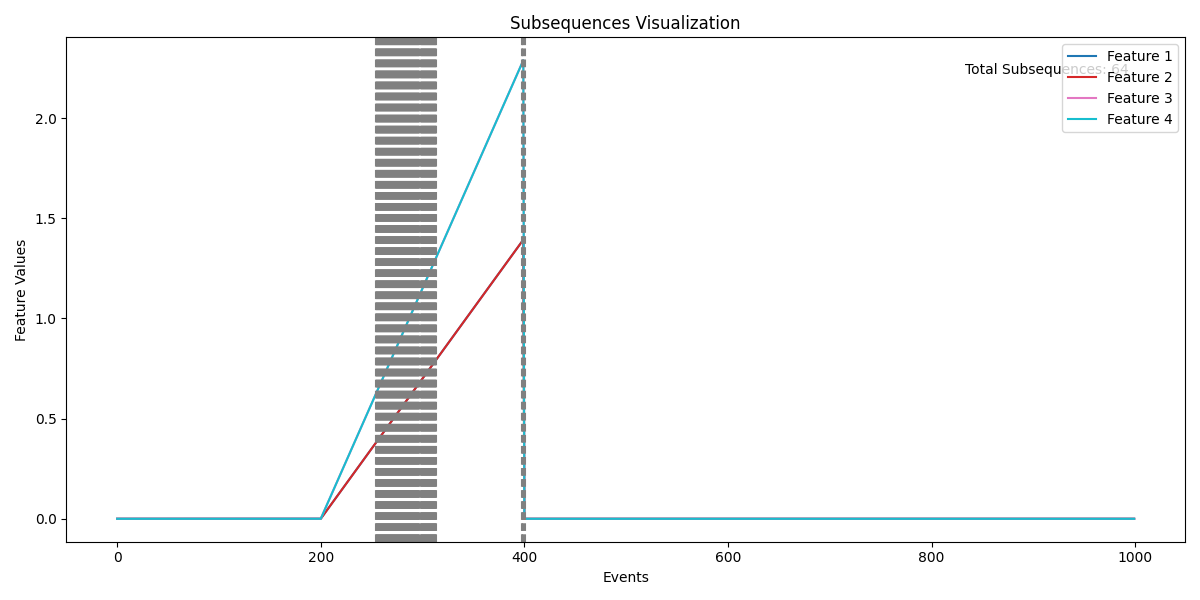 Subsequences Visualization
Total Subsequences: 64
Feature 1
Feature 2
Feature 3
Feature 4
Feature Values
2.0
1.5
1.0
0.5
0.0
0 200 400 600 800 1000
Events